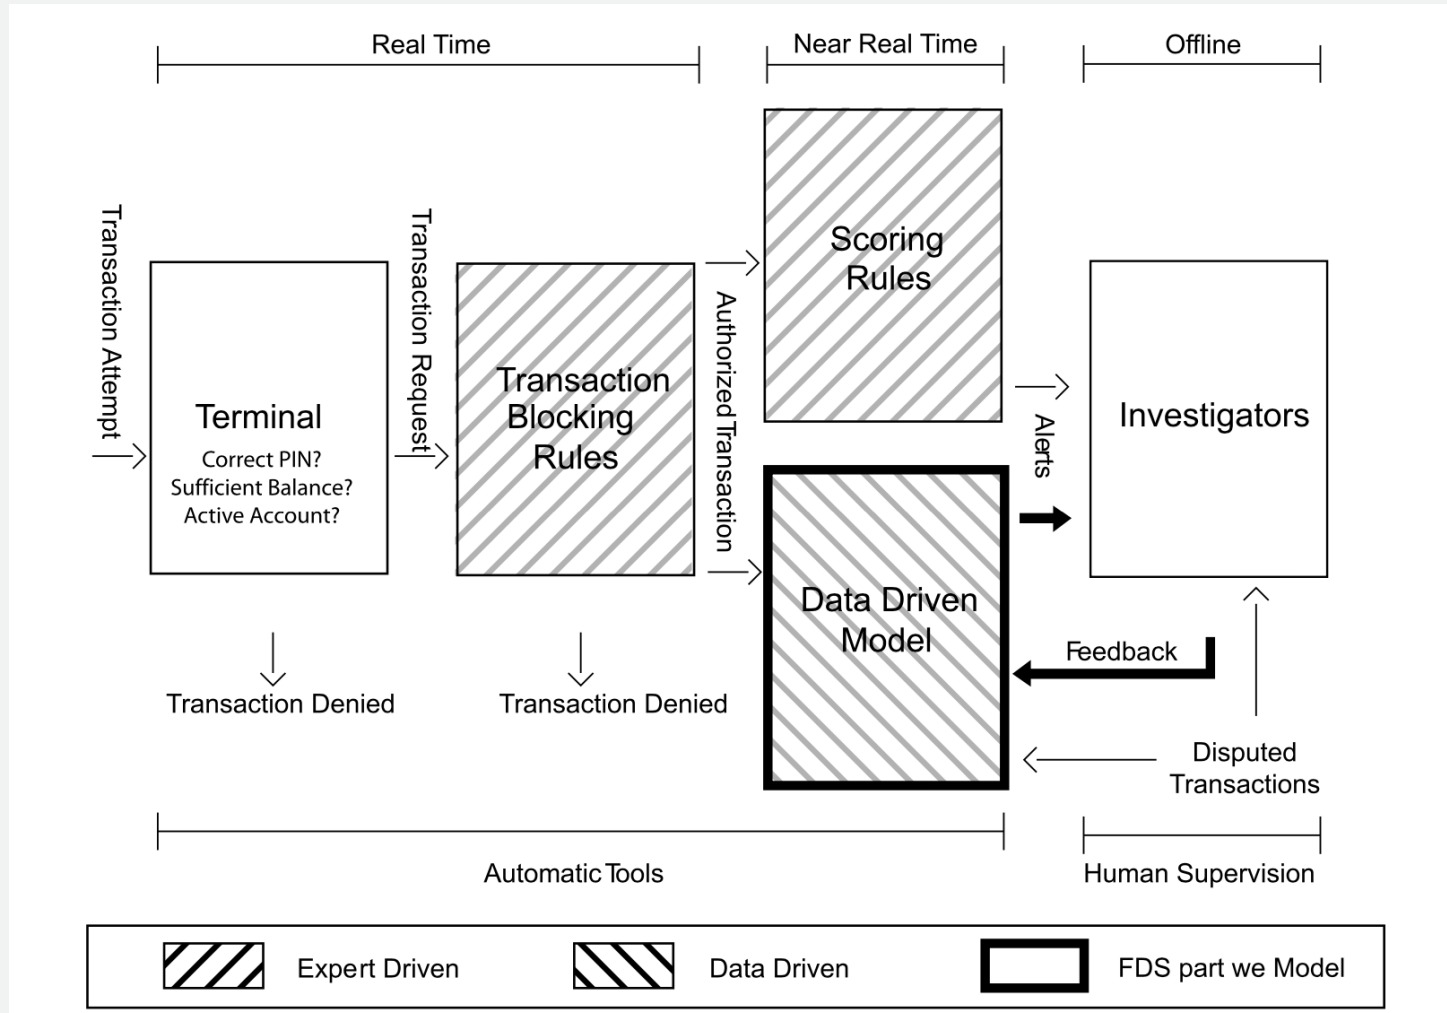 Real Time
Near Real Time
Offline
Transaction Attempt
Terminal
Correct PIN?
Sufficient Balance?
Active Account?
Transaction Request
Transaction
Blocking
Rules
Authorized Transaction
Scoring
Rules
Data Driven
Model
Alerts
Investigators
Feedback
Transaction Denied
Transaction Denied
Disputed
Transactions
Automatic Tools
Human Supervision
Expert Driven
Data Driven
FDS part we Model